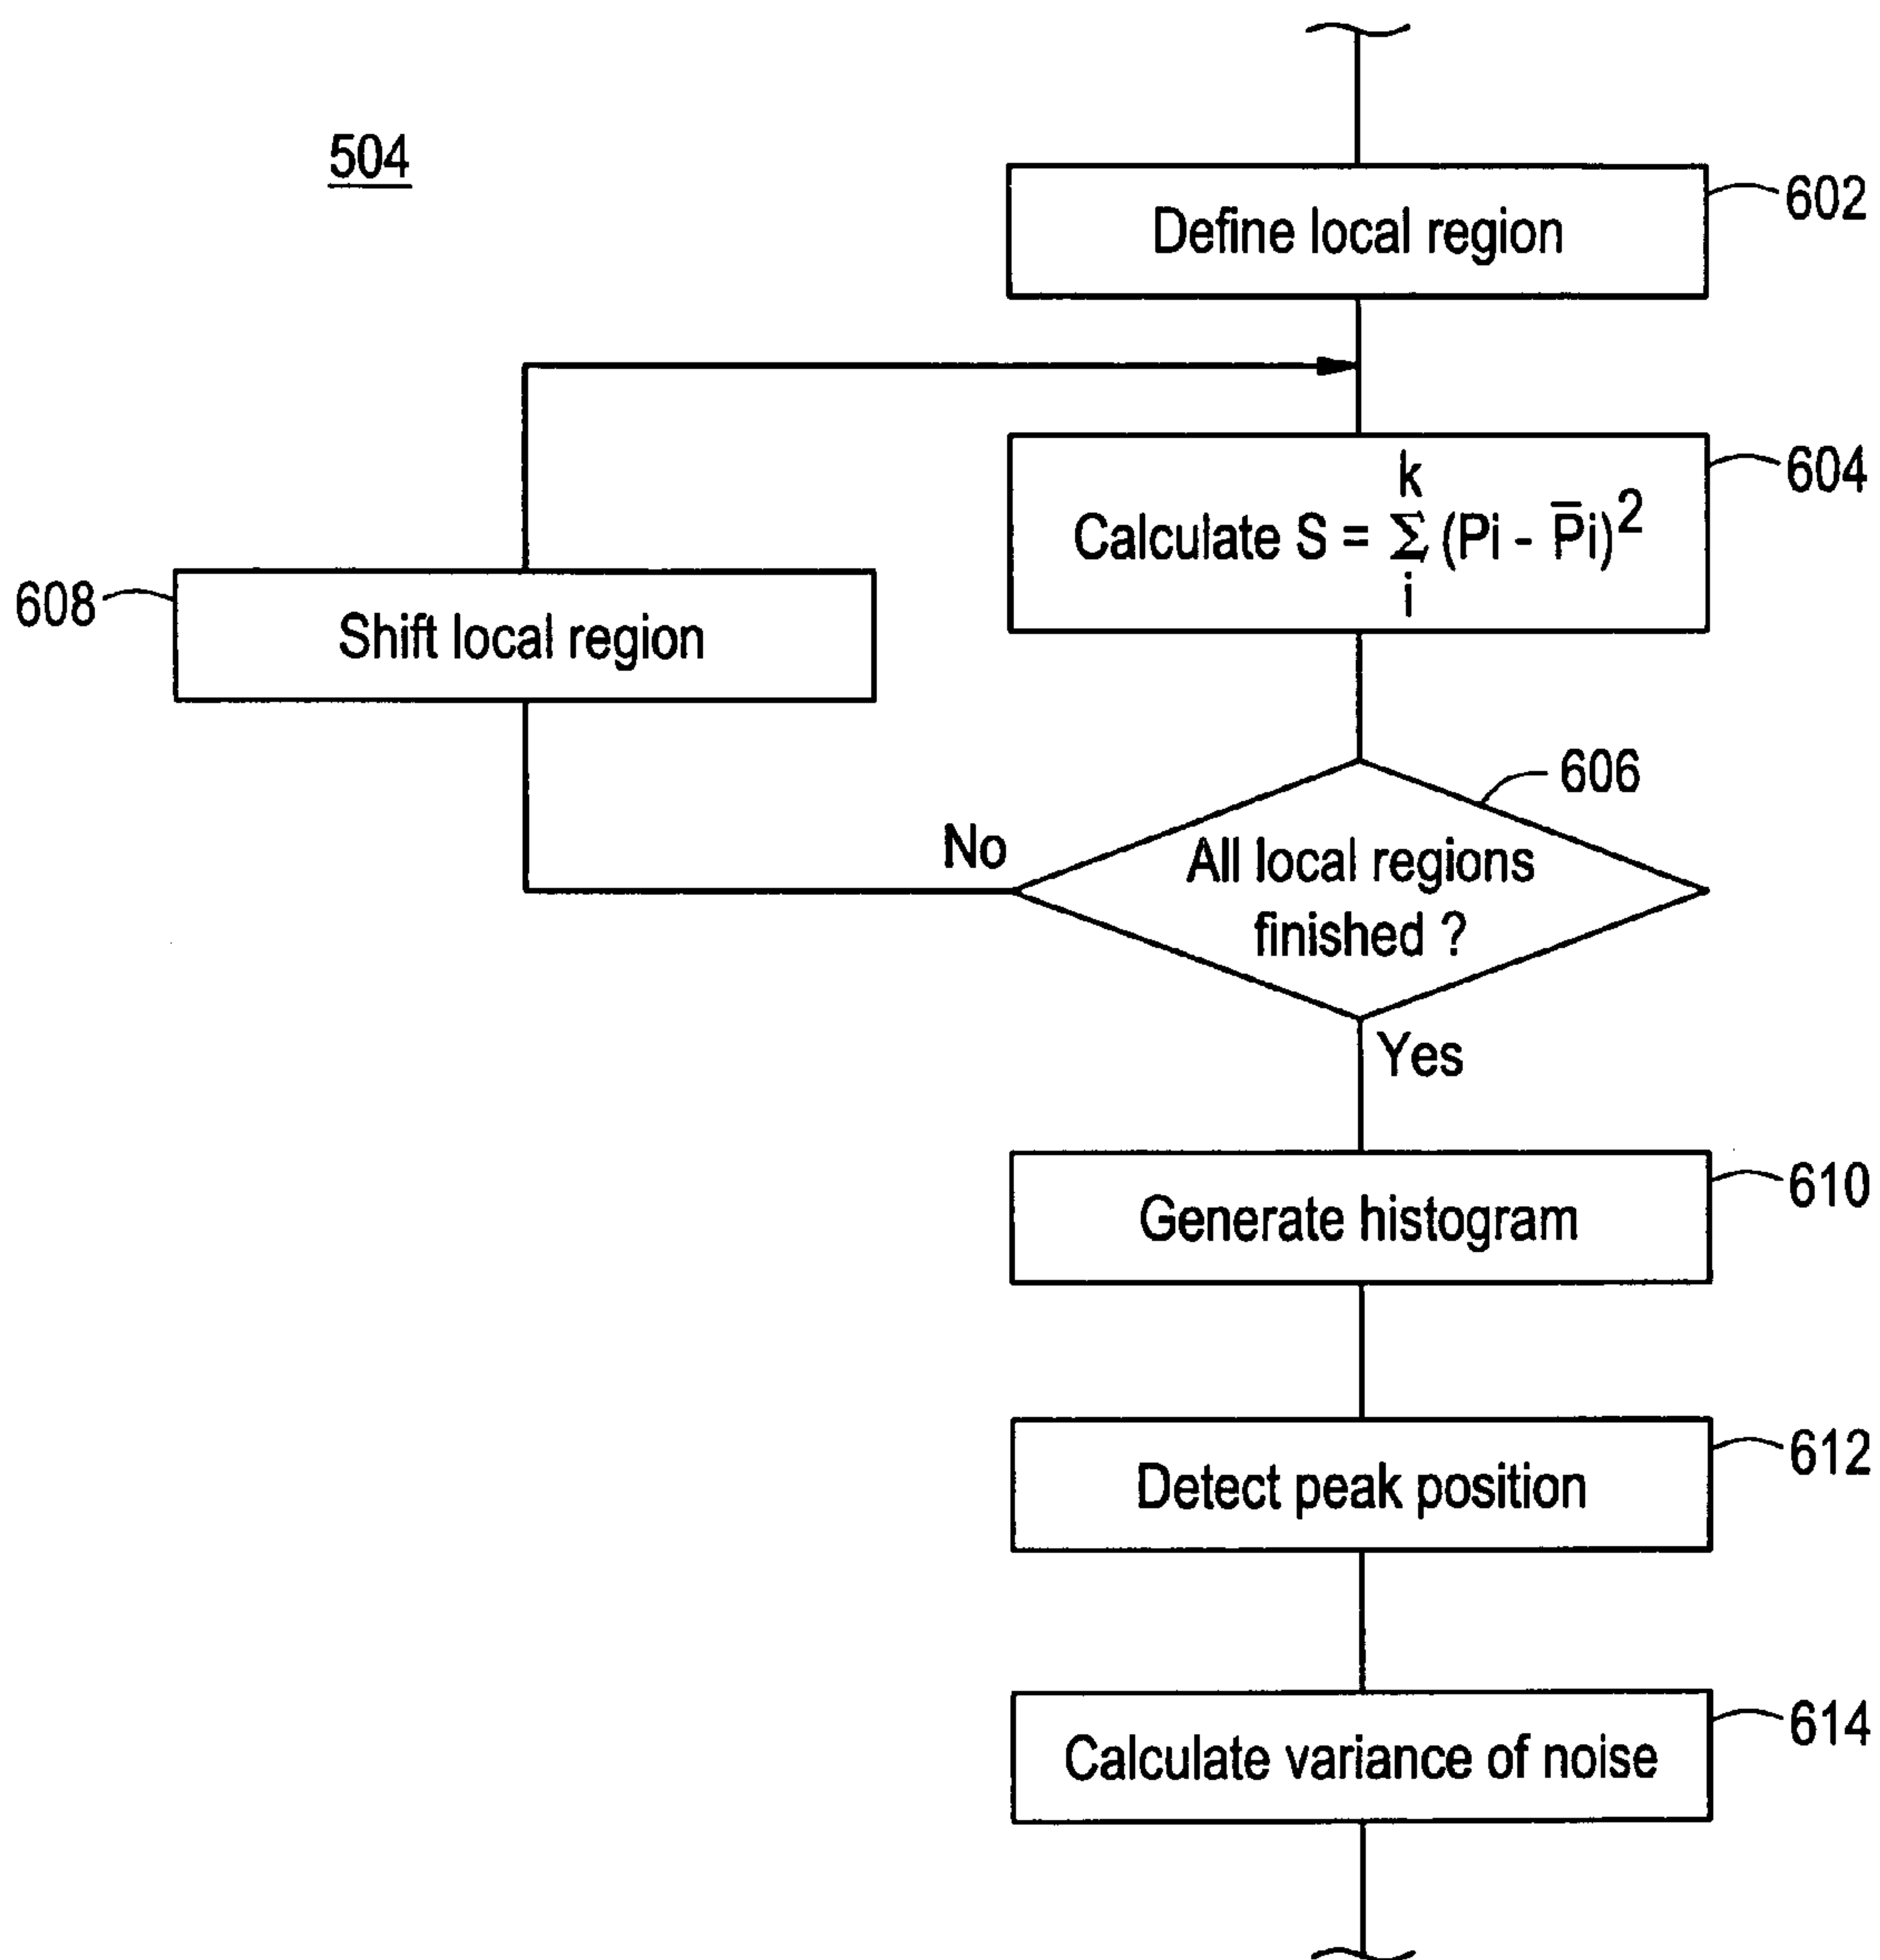 504
602
Define local region
604
k
Calculate S = Σ (Pi - P̅i)²
i
608
Shift local region
606
No
All local regions
finished ?
Yes
610
Generate histogram
612
Detect peak position
614
Calculate variance of noise